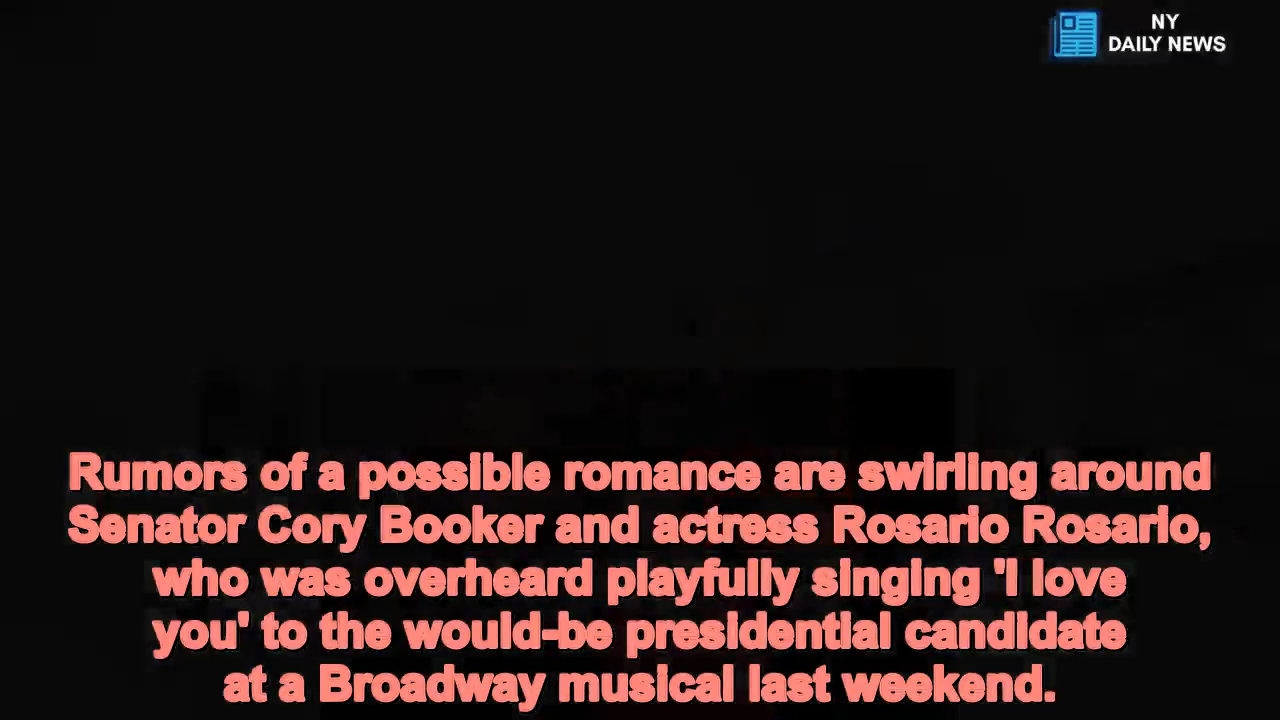 NY
DAILY NEWS
Rumors of a possible romance are swirling around
Senator Cory Booker and actress Rosario Rosario,
who was overheard playfully singing 'I love
you' to the would-be presidential candidate
at a Broadway musical last weekend.